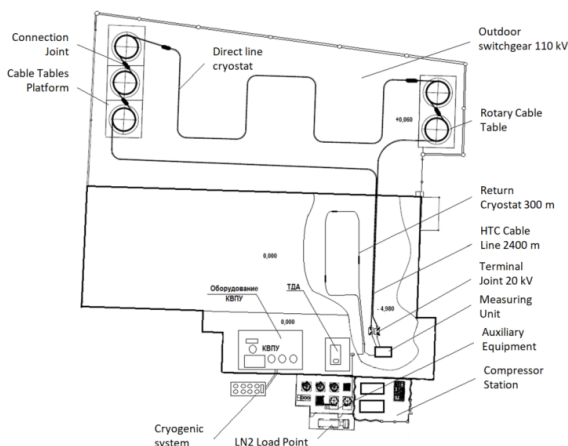 Connection
Joint
Cable Tables
Platform
Direct line
cryostat
Outdoor
switchgear 110 kV
+0,060
Rotary Cable
Table
Return
Cryostat 300 m
HTC Cable
Line 2400 m
Terminal
Joint 20 kV
Measuring
Unit
Auxiliary
Equipment
Compressor
Station
0,000
- 4,980
Оборудование
КВПУ
ТДА
0,000
КВПУ
Cryogenic
system
LN2 Load Point